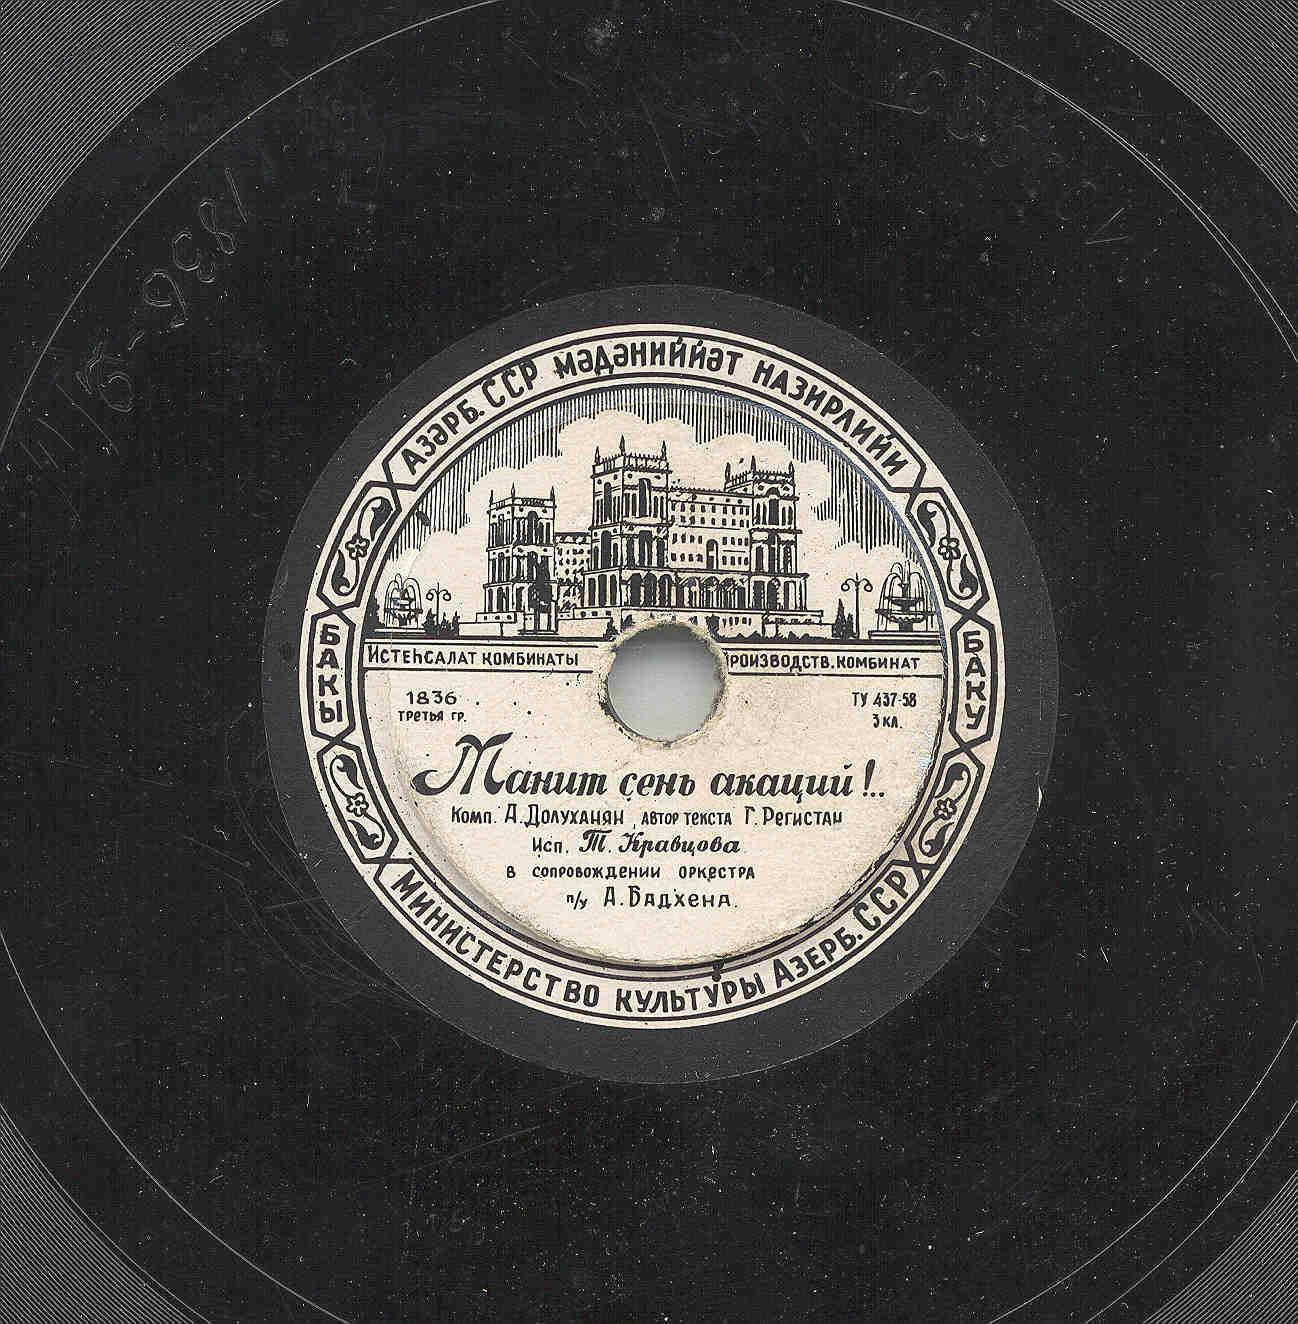 Азәрб. ССР мәдәниййәт назирлийи
БАКЫ
БАКУ
Истеһсалат комбинаты
роизводств. комбинат
1836
третья гр.
ТУ 437-58
3 кл.
Манит сень акаций!..
Комп. А. Долуханян, автор текста Г. Регистан
Исп. Т. Кравцова
в сопровождении оркестра
п/у А. Бадхена.
Министерство культуры Азерб. ССР